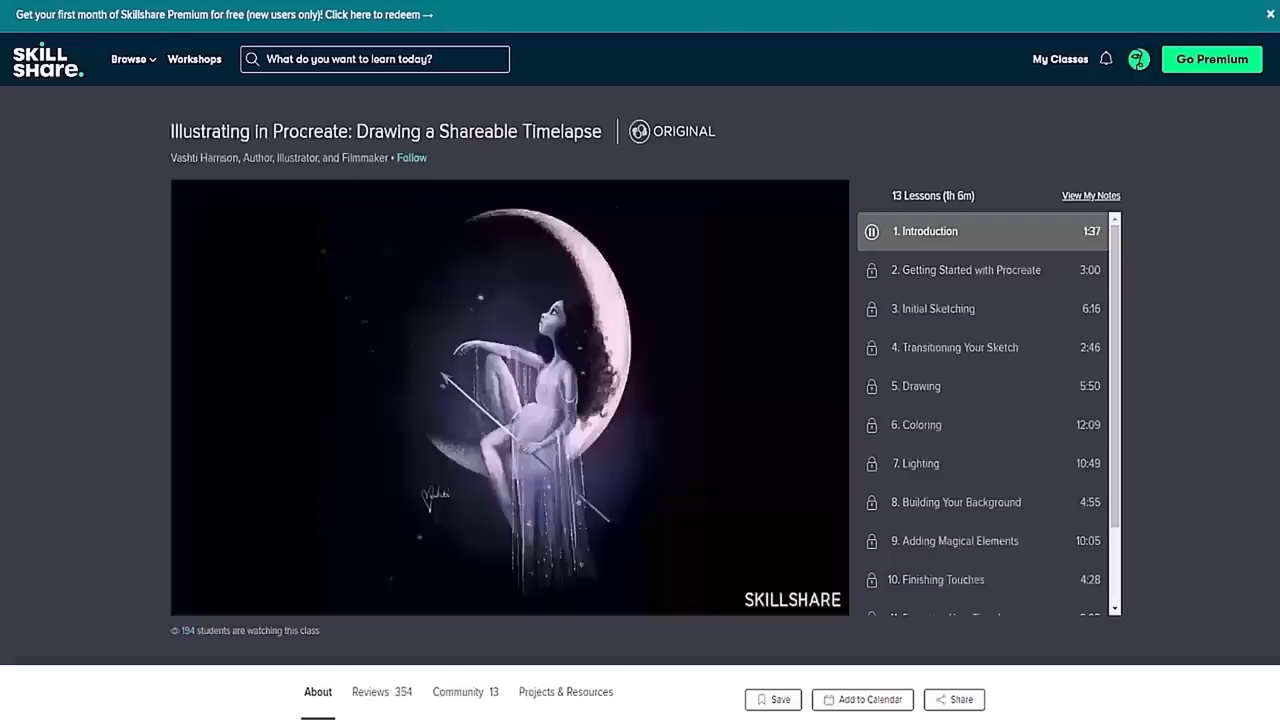 Get your first month of Skillshare Premium for free (new users only)! Click here to redeem →
SKILL
SHARE.
Browse
Workshops
What do you want to learn today?
My Classes
Go Premium
Illustrating in Procreate: Drawing a Shareable Timelapse
ORIGINAL
Vashti Harrison, Author, Illustrator, and Filmmaker • Follow
13 Lessons (1h 6m)
View My Notes
1. Introduction 1:37
2. Getting Started with Procreate 3:00
3. Initial Sketching 6:16
4. Transitioning Your Sketch 2:46
5. Drawing 5:50
6. Coloring 12:09
7. Lighting 10:49
8. Building Your Background 4:55
9. Adding Magical Elements 10:05
10. Finishing Touches 4:28
Vashti
SKILLSHARE
194 students are watching this class
About
Reviews 354
Community 13
Projects & Resources
Save
Add to Calendar
Share